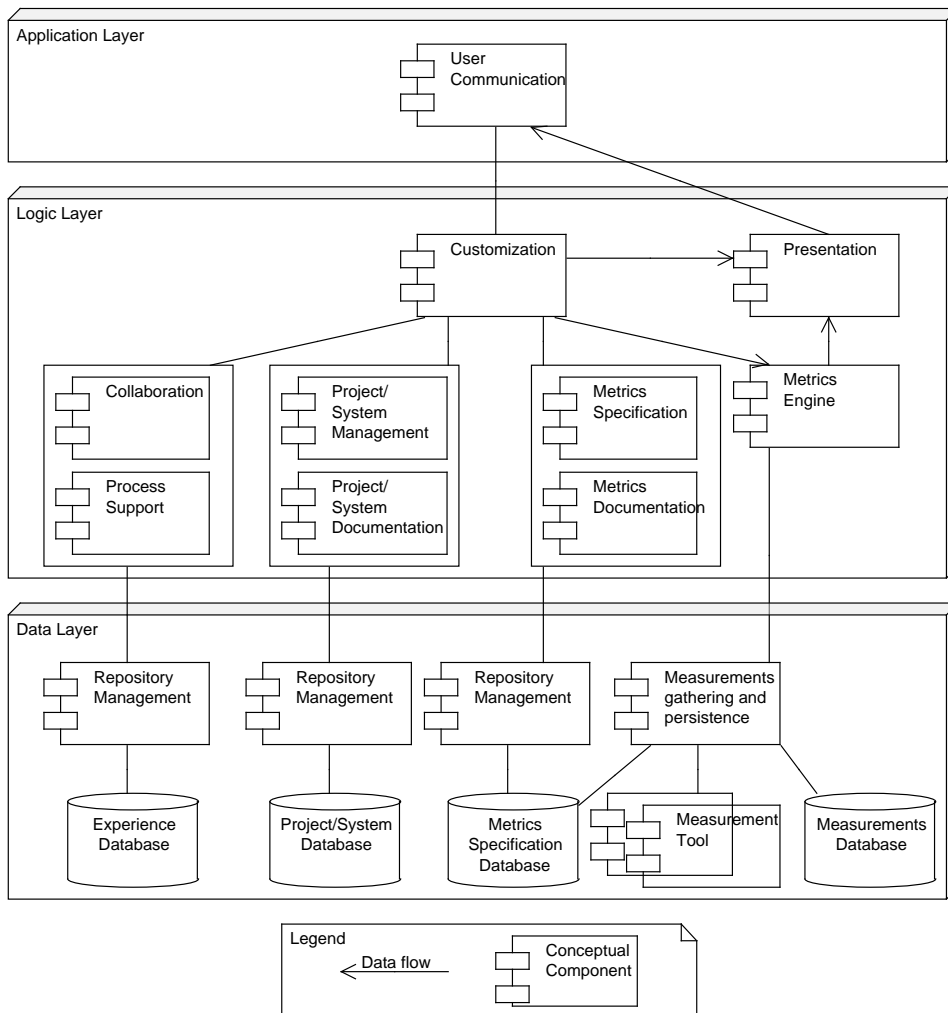 Application Layer
User
Communication
Logic Layer
Customization
Presentation
Collaboration
Project/
System
Management
Metrics
Specification
Metrics
Engine
Process
Support
Project/
System
Documentation
Metrics
Documentation
Data Layer
Repository
Management
Repository
Management
Repository
Management
Measurements
gathering and
persistence
Experience
Database
Project/System
Database
Metrics
Specification
Database
Measurement
Tool
Measurements
Database
Legend
Data flow
Conceptual
Component